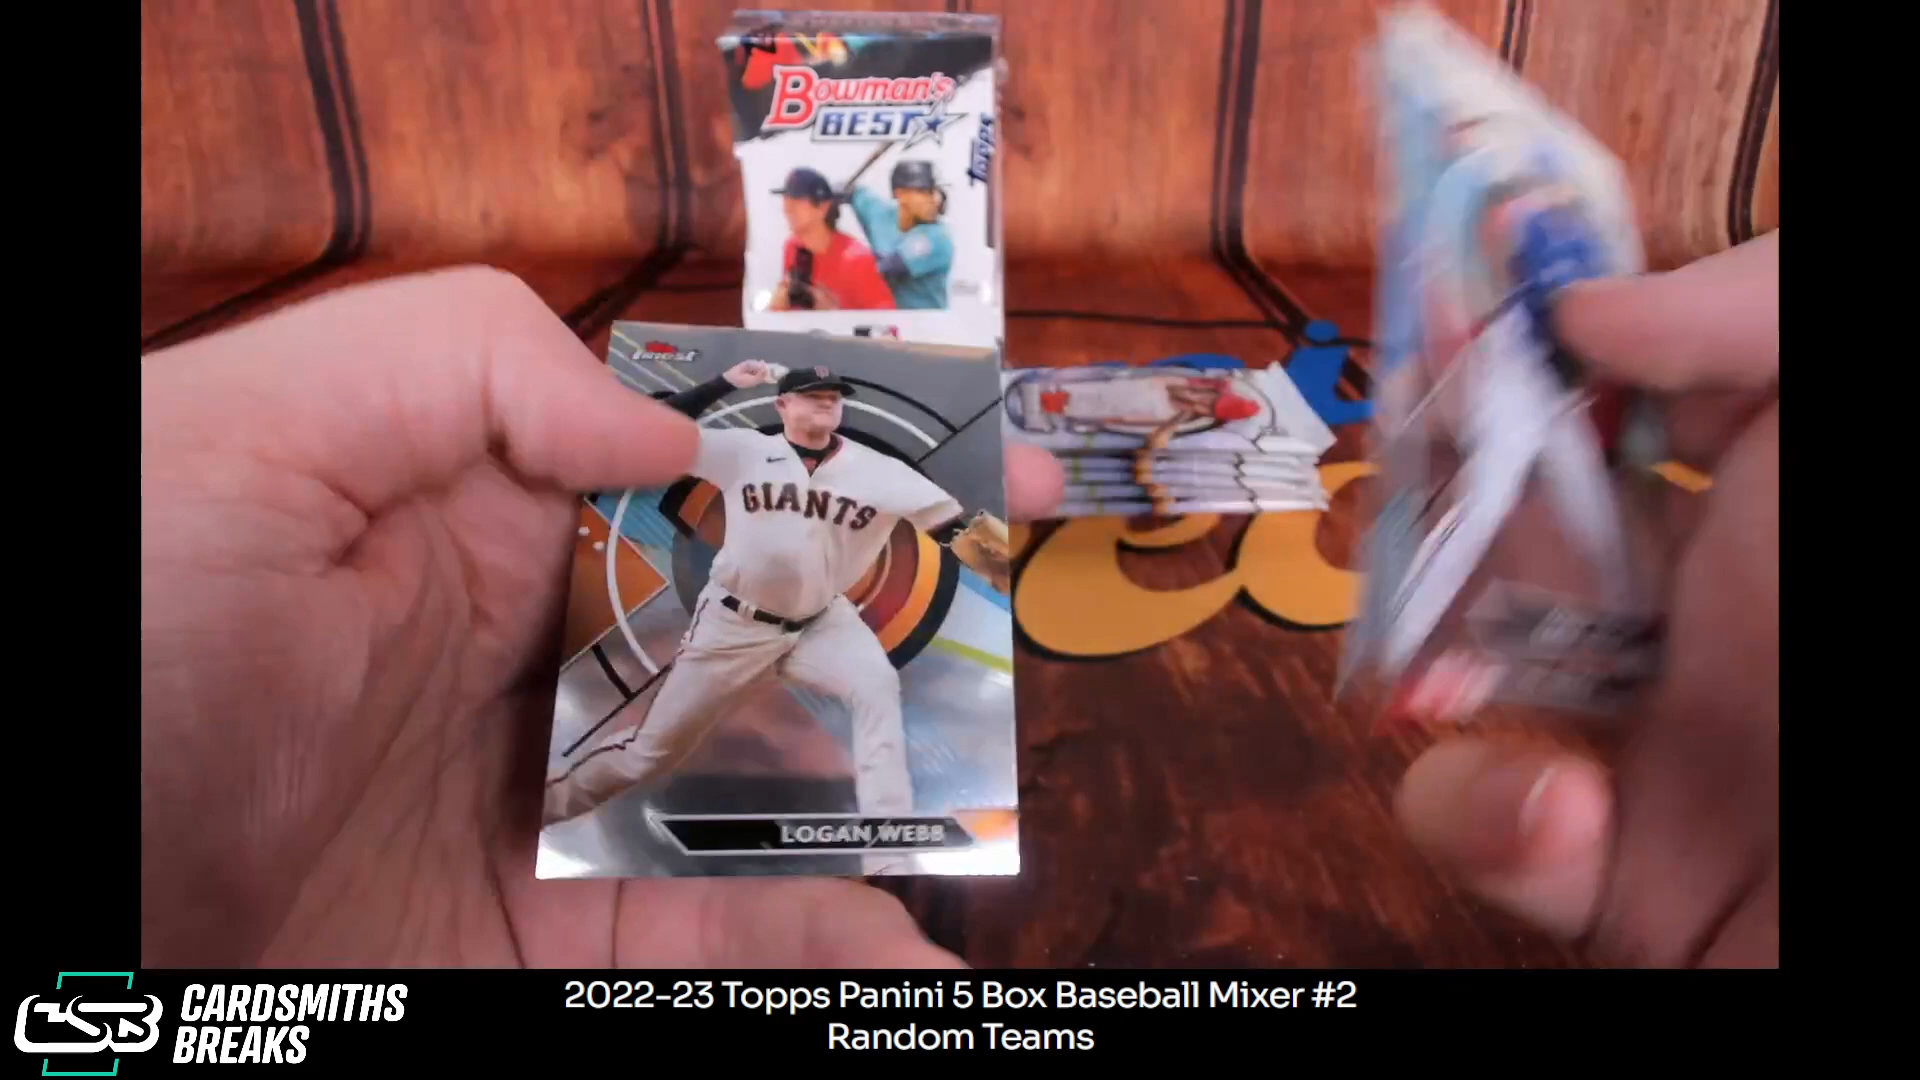 Bowman's
BEST
Topps
Finest
GIANTS
LOGAN WEBB
CARDSMITHS
BREAKS
2022-23 Topps Panini 5 Box Baseball Mixer #2
Random Teams